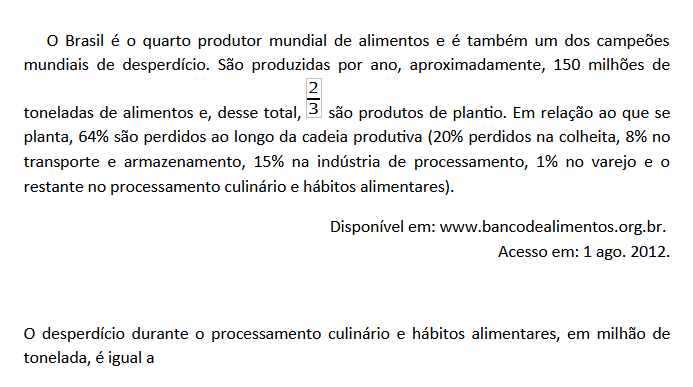 O Brasil é o quarto produtor mundial de alimentos e é também um dos campeões
mundiais de desperdício. São produzidas por ano, aproximadamente, 150 milhões de
toneladas de alimentos e, desse total, 2/3 são produtos de plantio. Em relação ao que se
planta, 64% são perdidos ao longo da cadeia produtiva (20% perdidos na colheita, 8% no
transporte e armazenamento, 15% na indústria de processamento, 1% no varejo e o
restante no processamento culinário e hábitos alimentares).
Disponível em: www.bancodealimentos.org.br.
Acesso em: 1 ago. 2012.
O desperdício durante o processamento culinário e hábitos alimentares, em milhão de
tonelada, é igual a